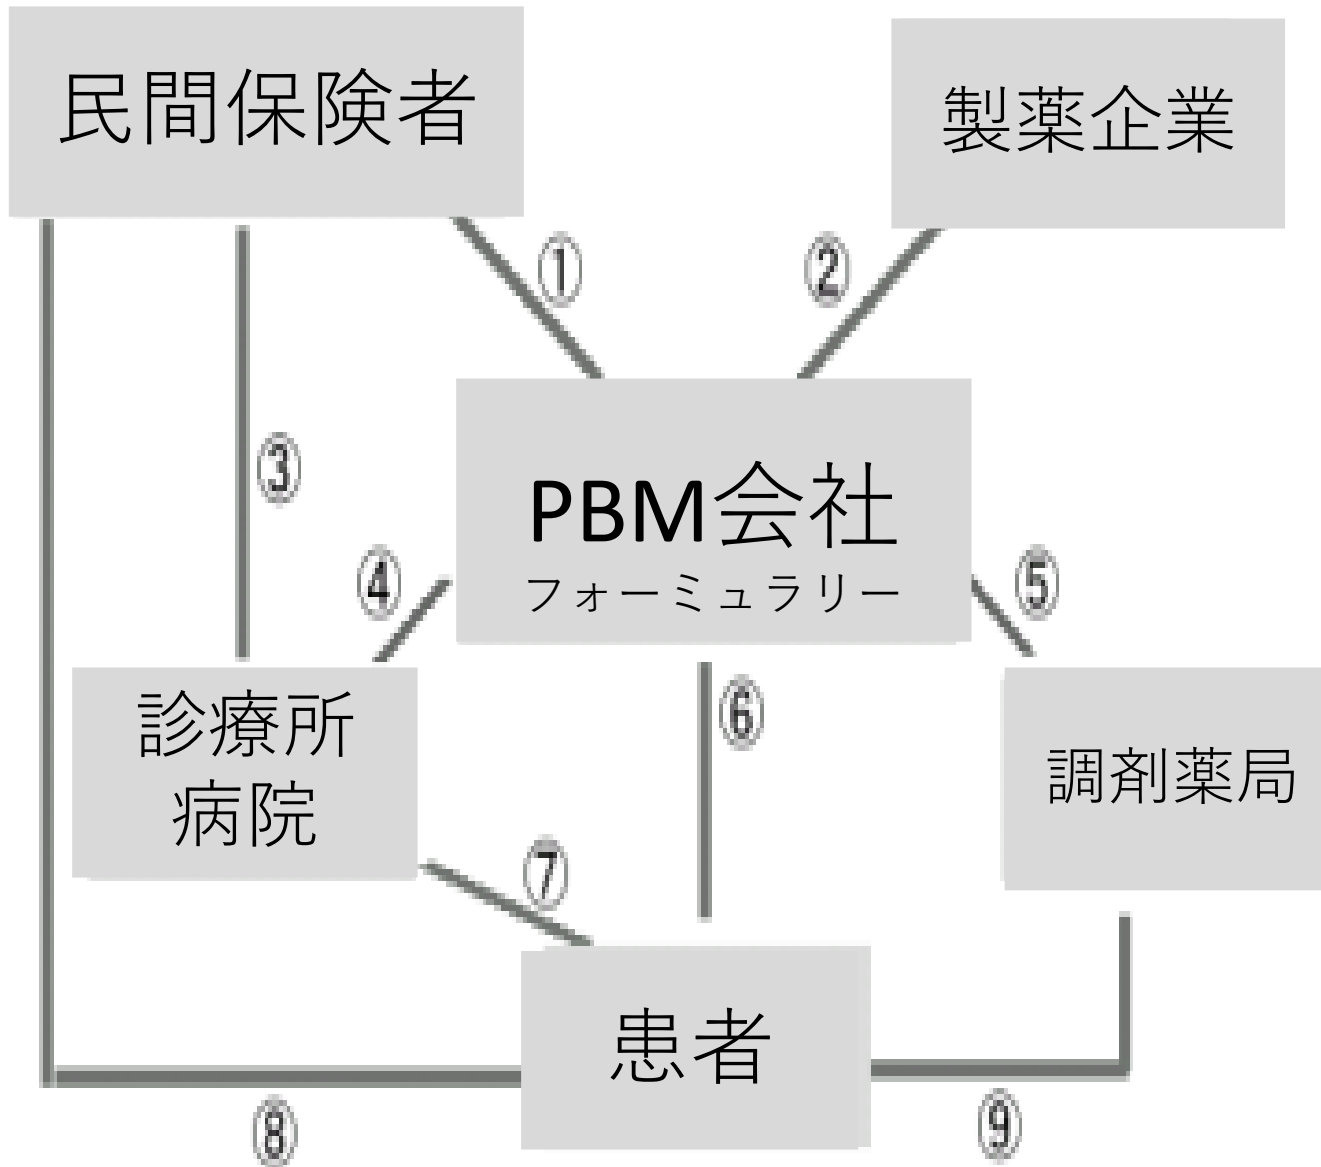 民間保険者
製薬企業
①
②
③
PBM会社
フォーミュラリー
④
⑤
診療所
病院
⑥
調剤薬局
⑦
患者
⑧
⑨